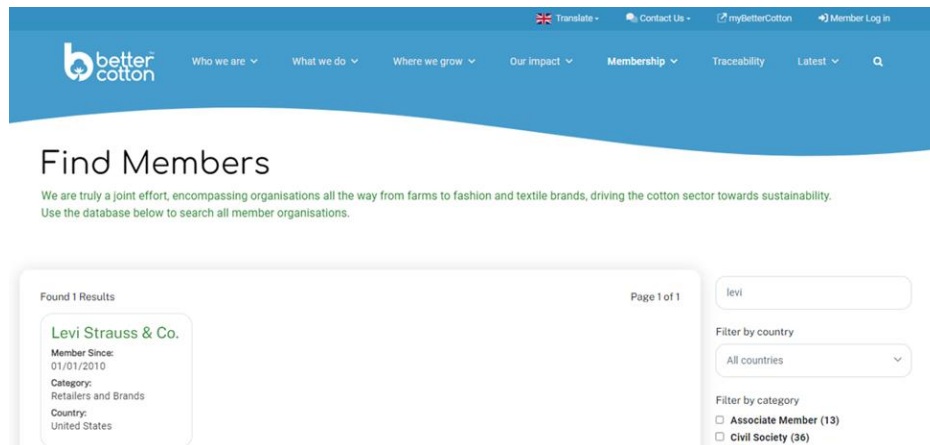 Translate
Contact Us
myBetterCotton
Member Log in
better
cotton
Who we are
What we do
Where we grow
Our impact
Membership
Traceability
Latest
Find Members
We are truly a joint effort, encompassing organisations all the way from farms to fashion and textile brands, driving the cotton sector towards sustainability.
Use the database below to search all member organisations.
Found 1 Results
Page 1 of 1
levi
Levi Strauss & Co.
Member Since:
01/01/2010
Category:
Retailers and Brands
Country:
United States
Filter by country
All countries
Filter by category
Associate Member (13)
Civil Society (36)